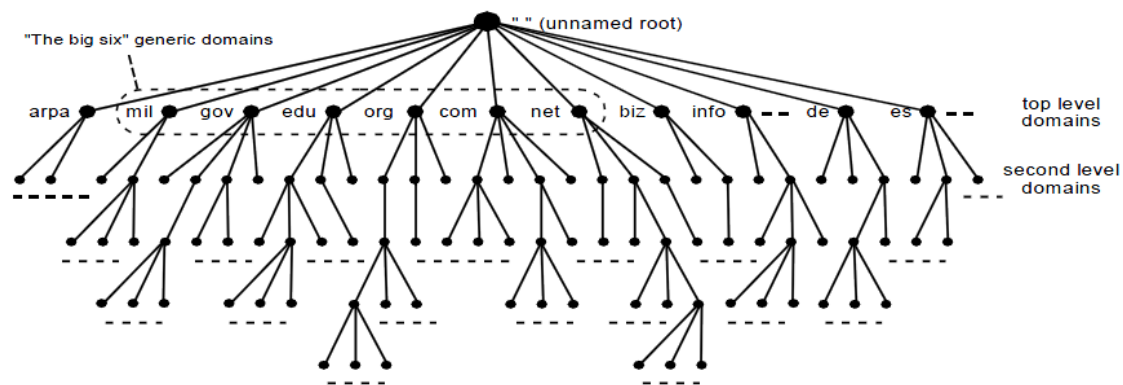 " " (unnamed root)
"The big six" generic domains
arpa mil gov edu org com net biz info de es
top level
domains
second level
domains